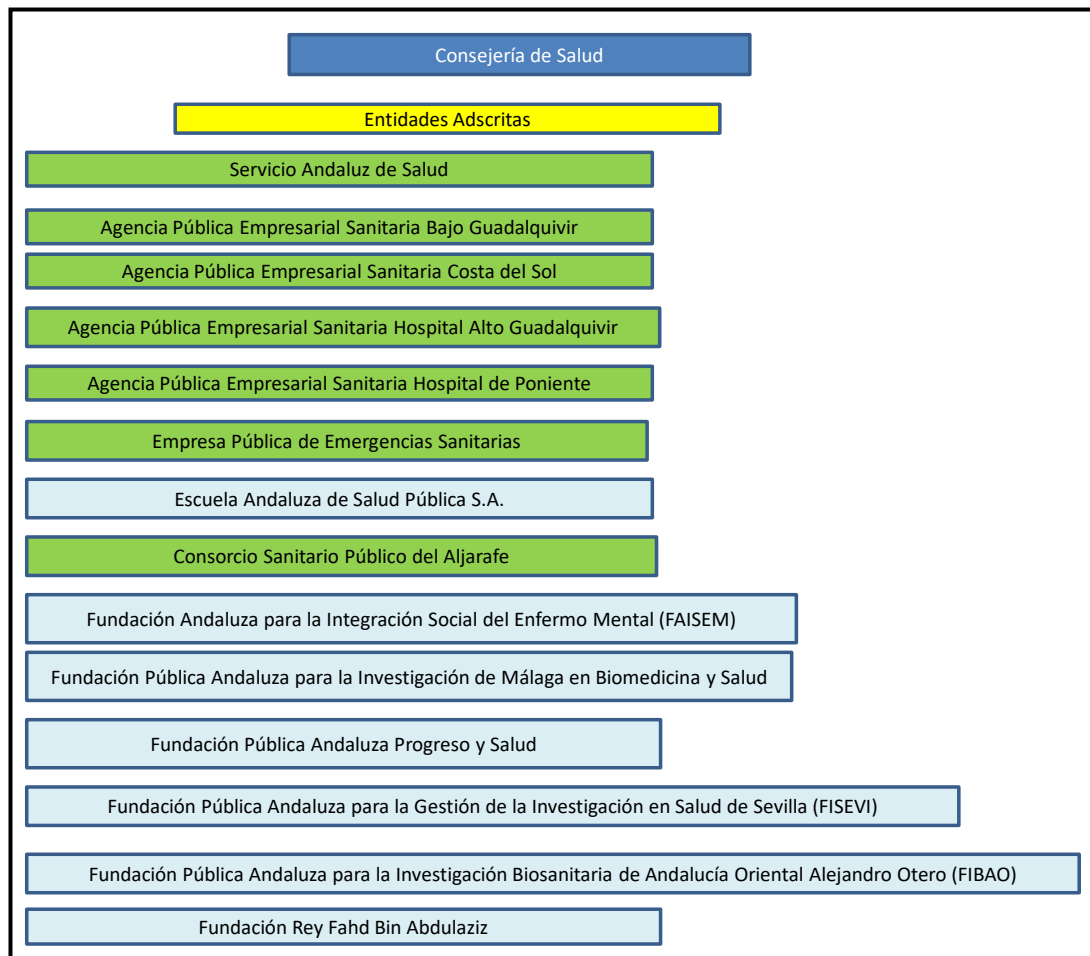 Consejería de Salud
Entidades Adscritas
Servicio Andaluz de Salud
Agencia Pública Empresarial Sanitaria Bajo Guadalquivir
Agencia Pública Empresarial Sanitaria Costa del Sol
Agencia Pública Empresarial Sanitaria Hospital Alto Guadalquivir
Agencia Pública Empresarial Sanitaria Hospital de Poniente
Empresa Pública de Emergencias Sanitarias
Escuela Andaluza de Salud Pública S.A.
Consorcio Sanitario Público del Aljarafe
Fundación Andaluza para la Integración Social del Enfermo Mental (FAISEM)
Fundación Pública Andaluza para la Investigación de Málaga en Biomedicina y Salud
Fundación Pública Andaluza Progreso y Salud
Fundación Pública Andaluza para la Gestión de la Investigación en Salud de Sevilla (FISEVI)
Fundación Pública Andaluza para la Investigación Biosanitaria de Andalucía Oriental Alejandro Otero (FIBAO)
Fundación Rey Fahd Bin Abdulaziz